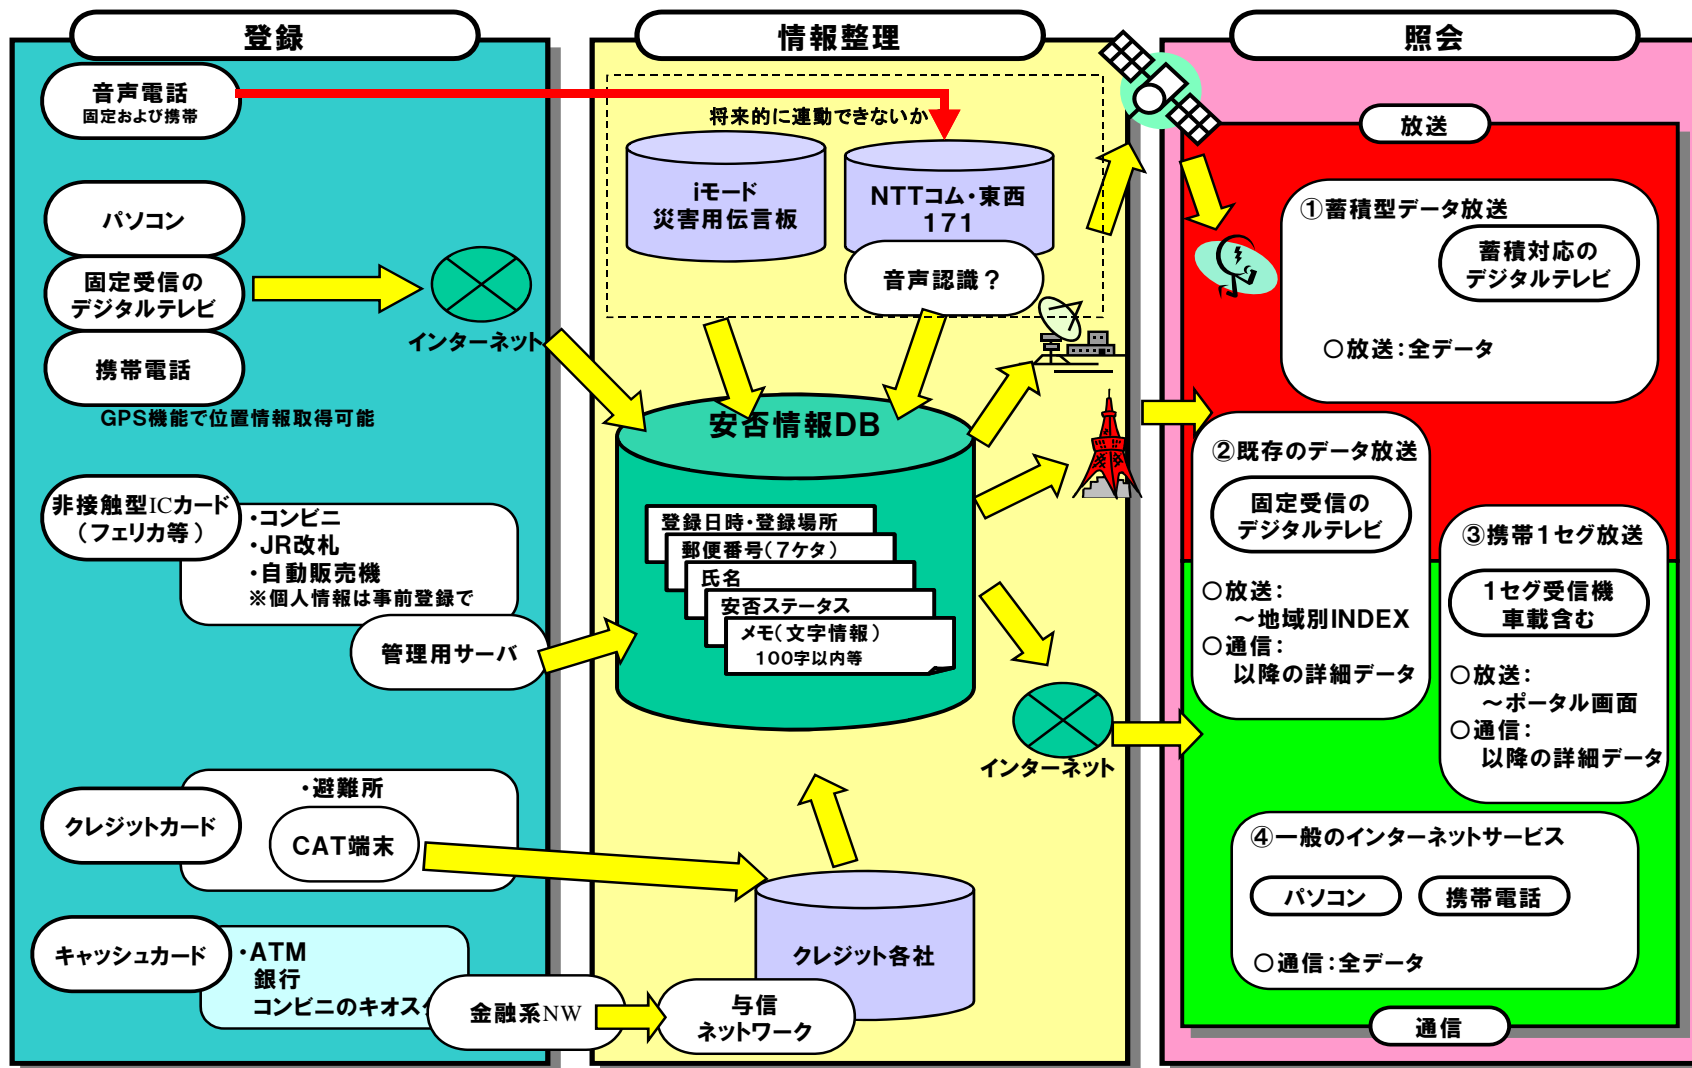 登録
音声電話
固定および携帯
パソコン
固定受信の
デジタルテレビ
携帯電話
GPS機能で位置情報取得可能
インターネット
非接触型ICカード
（フェリカ等）
・コンビニ
・JR改札
・自動販売機
※個人情報は事前登録で
管理用サーバ
クレジットカード
・避難所
CAT端末
キャッシュカード
・ATM
銀行
コンビニのキオスク
金融系NW
情報整理
将来的に連動できないか
iモード
災害用伝言板
NTTコム・東西
171
音声認識？
安否情報DB
登録日時・登録場所
郵便番号（7ケタ）
氏名
安否ステータス
メモ（文字情報）
100字以内等
インターネット
クレジット各社
与信
ネットワーク
照会
放送
①蓄積型データ放送
蓄積対応の
デジタルテレビ
○放送：全データ
②既存のデータ放送
固定受信の
デジタルテレビ
○放送：
～地域別INDEX
○通信：
以降の詳細データ
③携帯1セグ放送
1セグ受信機
車載含む
○放送：
～ポータル画面
○通信：
以降の詳細データ
④一般のインターネットサービス
パソコン
携帯電話
○通信：全データ
通信